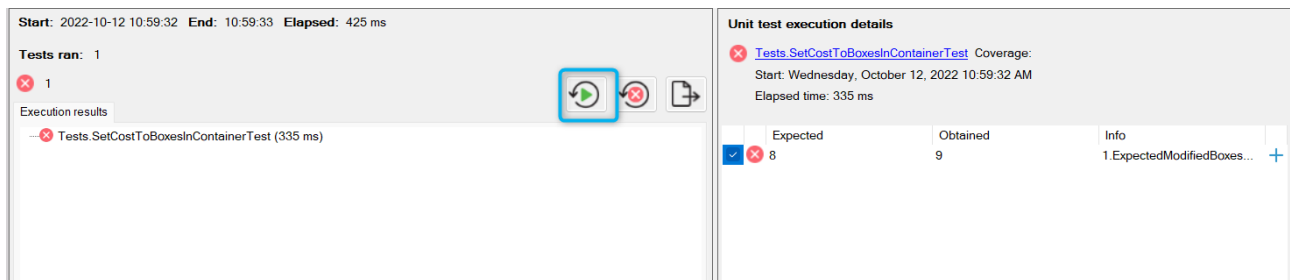 Start: 2022-10-12 10:59:32 End: 10:59:33 Elapsed: 425 ms
Tests ran: 1
1
Execution results
Tests.SetCostToBoxesInContainerTest (335 ms)
Unit test execution details
Tests.SetCostToBoxesInContainerTest Coverage:
Start: Wednesday, October 12, 2022 10:59:32 AM
Elapsed time: 335 ms
Expected Obtained Info
8 9 1.ExpectedModifiedBoxes...